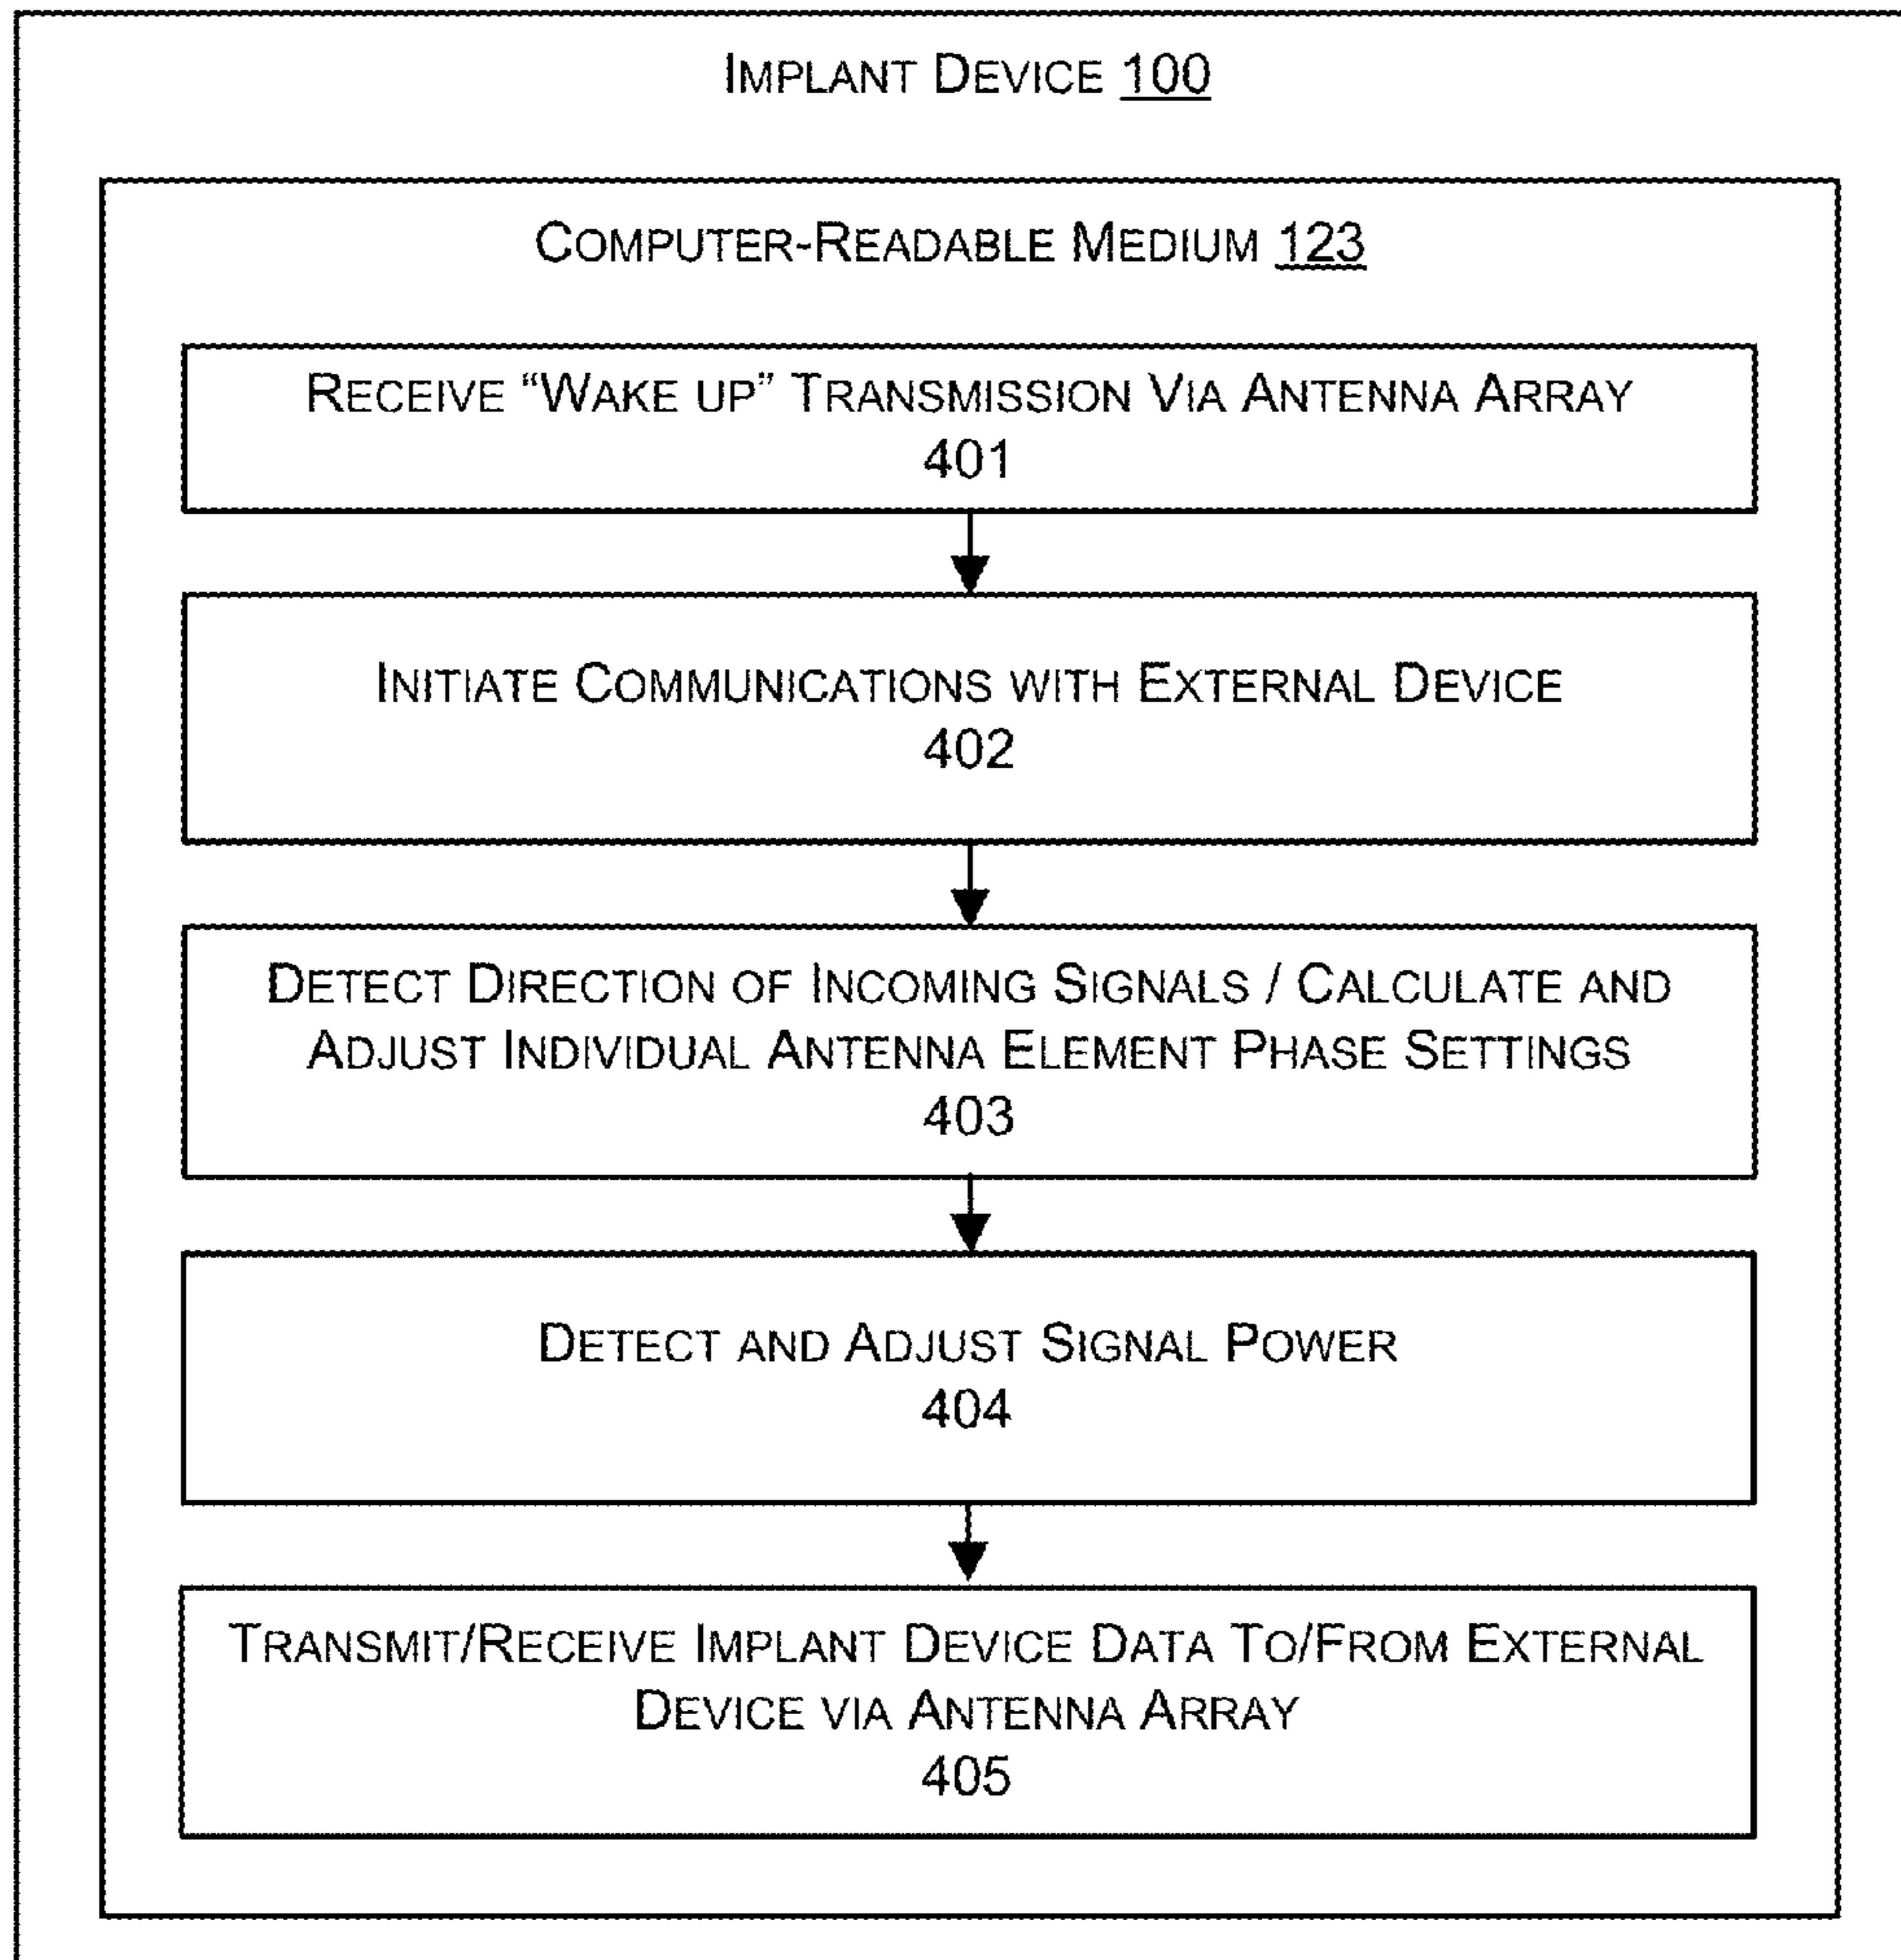 IMPLANT DEVICE 100
COMPUTER-READABLE MEDIUM 123
RECEIVE “WAKE UP” TRANSMISSION VIA ANTENNA ARRAY
401
INITIATE COMMUNICATIONS WITH EXTERNAL DEVICE
402
DETECT DIRECTION OF INCOMING SIGNALS / CALCULATE AND
ADJUST INDIVIDUAL ANTENNA ELEMENT PHASE SETTINGS
403
DETECT AND ADJUST SIGNAL POWER
404
TRANSMIT/RECEIVE IMPLANT DEVICE DATA TO/FROM EXTERNAL
DEVICE VIA ANTENNA ARRAY
405